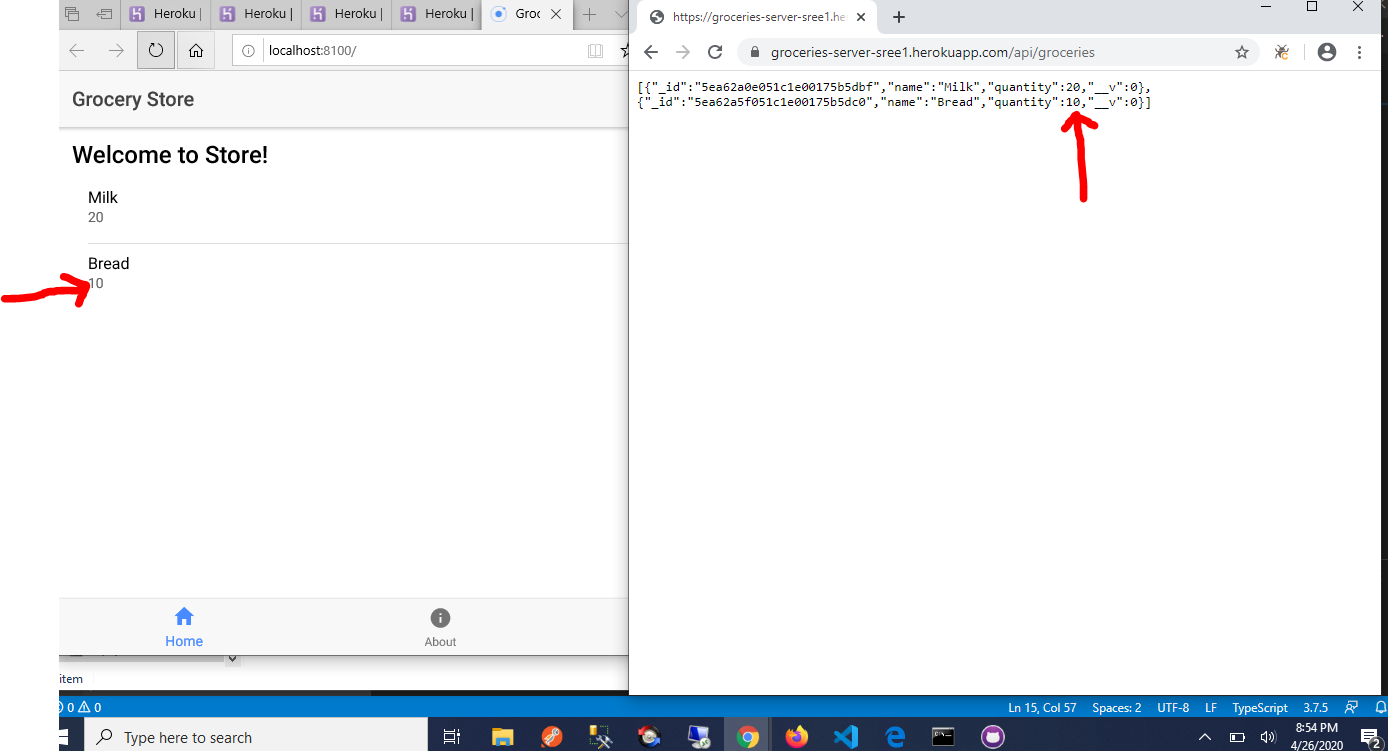 Heroku |
Heroku |
Heroku |
Heroku |
Groc
localhost:8100/
Grocery Store
Welcome to Store!
Milk
20
Bread
10
Home
About
item
https://groceries-server-sree1.he
groceries-server-sree1.herokuapp.com/api/groceries
[{"_id":"5ea62a0e051c1e00175b5dbf","name":"Milk","quantity":20,"__v":0},
{"_id":"5ea62a5f051c1e00175b5dc0","name":"Bread","quantity":10,"__v":0}]
0 0
Ln 15, Col 57 Spaces: 2 UTF-8 LF TypeScript 3.7.5
Type here to search
8:54 PM
4/26/2020
2